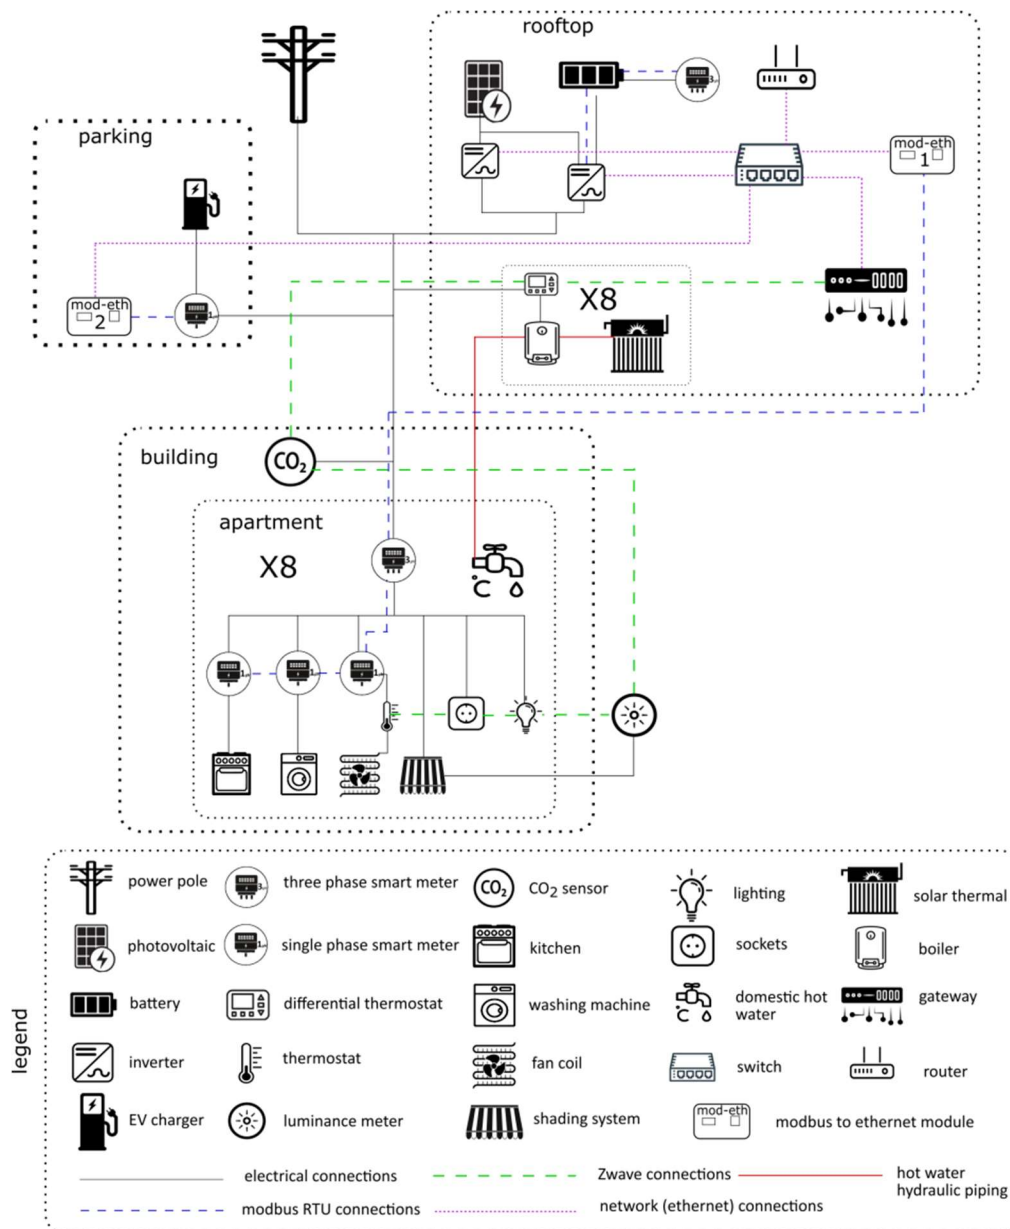 rooftop
parking
mod-eth
1
mod-eth
2
X8
building
CO2
apartment
X8
°C
legend
power pole
three phase smart meter
CO2
CO2 sensor
lighting
solar thermal
photovoltaic
single phase smart meter
kitchen
sockets
boiler
battery
differential thermostat
washing machine
°C
domestic hot
water
gateway
inverter
thermostat
fan coil
switch
router
EV charger
luminance meter
shading system
mod-eth
modbus to ethernet module
electrical connections
Zwave connections
hot water
hydraulic piping
modbus RTU connections
network (ethernet) connections